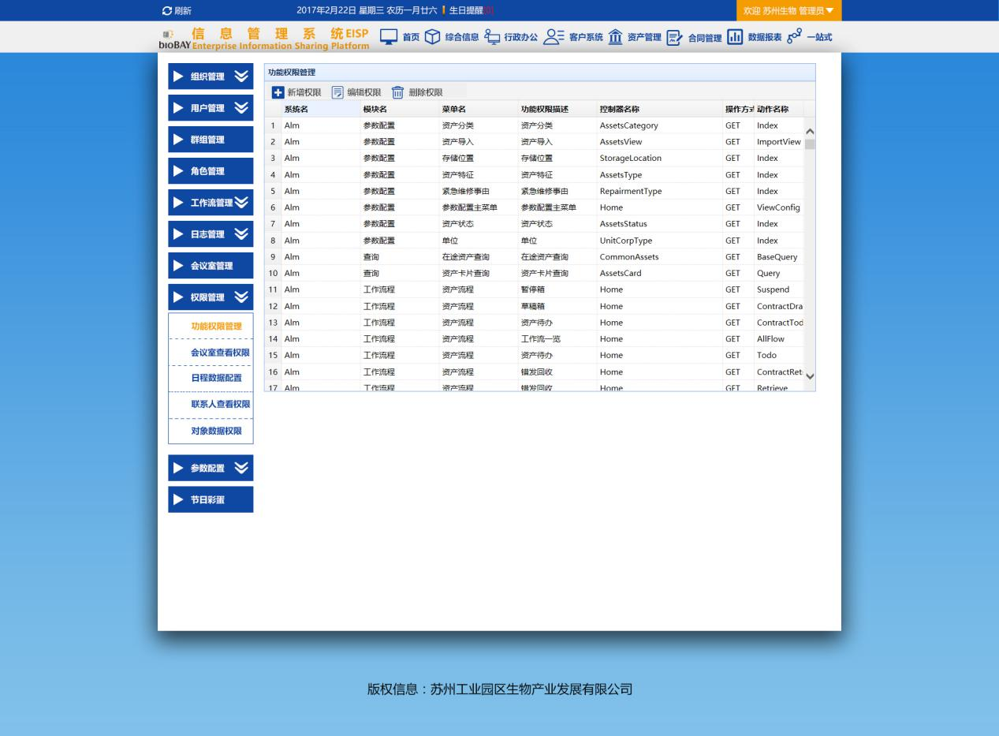 刷新 2017年2月22日 星期三 农历一月廿六 生日提醒[0] 欢迎 苏州生物 管理员
bioBAY 信息管理系统EISP
Enterprise Information Sharing Platform
首页 综合信息 行政办公 客户系统 资产管理 合同管理 数据报表 一站式
组织管理
用户管理
群组管理
角色管理
工作流管理
日志管理
会议室管理
权限管理
功能权限管理
会议室查看权限
日程数据配置
联系人查看权限
对象数据权限
参数配置
节日彩蛋
功能权限管理
新增权限 编辑权限 删除权限
系统名 模块名 菜单名 功能权限描述 控制器名称 操作方式 动作名称
1 Alm 参数配置 资产分类 资产分类 AssetsCategory GET Index
2 Alm 参数配置 资产导入 资产导入 AssetsView GET ImportView
3 Alm 参数配置 存储位置 存储位置 StorageLocation GET Index
4 Alm 参数配置 资产特征 资产特征 AssetsType GET Index
5 Alm 参数配置 紧急维修事由 紧急维修事由 RepairmentType GET Index
6 Alm 参数配置 参数配置主菜单 参数配置主菜单 Home GET ViewConfig
7 Alm 参数配置 资产状态 资产状态 AssetsStatus GET Index
8 Alm 参数配置 单位 单位 UnitCorpType GET Index
9 Alm 查询 在途资产查询 在途资产查询 CommonAssets GET BaseQuery
10 Alm 查询 资产卡片查询 资产卡片查询 AssetsCard GET Query
11 Alm 工作流程 资产流程 暂停箱 Home GET Suspend
12 Alm 工作流程 资产流程 草稿箱 Home GET ContractDra
13 Alm 工作流程 资产流程 资产待办 Home GET ContractTod
14 Alm 工作流程 资产流程 工作流一览 Home GET AllFlow
15 Alm 工作流程 资产流程 资产待办 Home GET Todo
16 Alm 工作流程 资产流程 错发回收 Home GET ContractRet
17 Alm 工作流程 资产流程 错发回收 Home GET Retrieve
版权信息：苏州工业园区生物产业发展有限公司